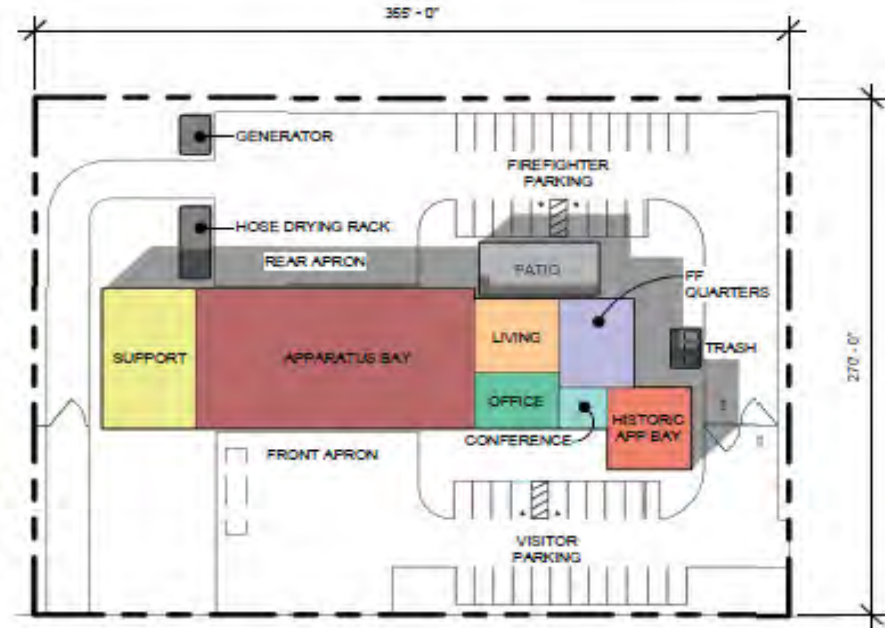 355' - 0"
GENERATOR
FIREFIGHTER
PARKING
HOSE DRYING RACK
REAR APRON
PATIO
FF
QUARTERS
LIVING
TRASH
SUPPORT
APPARATUS BAY
270' - 0"
OFFICE
HISTORIC
APP BAY
CONFERENCE
FRONT APRON
VISITOR
PARKING